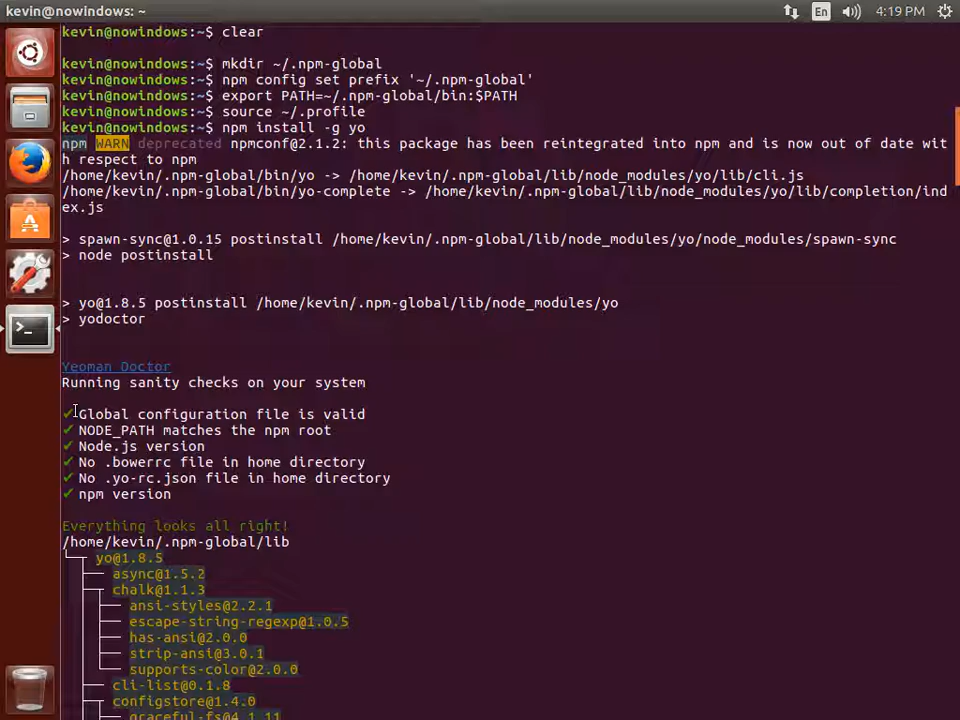 kevin@nowindows: ~
En
4:19 PM
kevin@nowindows:~$ clear
kevin@nowindows:~$ mkdir ~/.npm-global
kevin@nowindows:~$ npm config set prefix '~/.npm-global'
kevin@nowindows:~$ export PATH=~/.npm-global/bin:$PATH
kevin@nowindows:~$ source ~/.profile
kevin@nowindows:~$ npm install -g yo
npm WARN deprecated npmconf@2.1.2: this package has been reintegrated into npm and is now out of date wit
h respect to npm
/home/kevin/.npm-global/bin/yo -> /home/kevin/.npm-global/lib/node_modules/yo/lib/cli.js
/home/kevin/.npm-global/bin/yo-complete -> /home/kevin/.npm-global/lib/node_modules/yo/lib/completion/ind
ex.js
> spawn-sync@1.0.15 postinstall /home/kevin/.npm-global/lib/node_modules/yo/node_modules/spawn-sync
> node postinstall
> yo@1.8.5 postinstall /home/kevin/.npm-global/lib/node_modules/yo
> yodoctor
Yeoman Doctor
Running sanity checks on your system
✔ Global configuration file is valid
✔ NODE_PATH matches the npm root
✔ Node.js version
✔ No .bowerrc file in home directory
✔ No .yo-rc.json file in home directory
✔ npm version
Everything looks all right!
/home/kevin/.npm-global/lib
└─┬ yo@1.8.5
  ├── async@1.5.2
  ├─┬ chalk@1.1.3
  │ ├── ansi-styles@2.2.1
  │ ├── escape-string-regexp@1.0.5
  │ ├── has-ansi@2.0.0
  │ ├── strip-ansi@3.0.1
  │ └── supports-color@2.0.0
  ├── cli-list@0.1.8
  ├─┬ configstore@1.4.0
  │ ├── graceful-fs@4.1.11